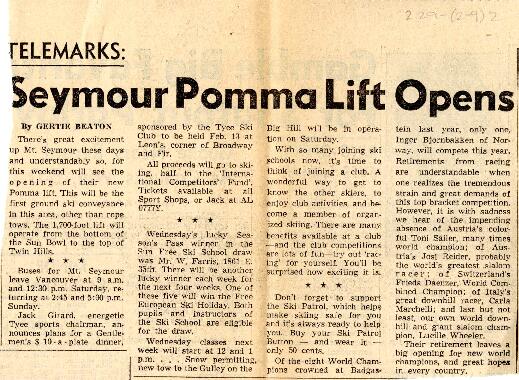 2 29-(2-9) 2
TELEMARKS:
Seymour Pomma Lift Opens
By GERTIE BEATON
There's great excitement
up Mt. Seymour these days
and understandably so, for
this weekend will see the
opening of their new
Pomma lift. This will be the
first ground ski conveyance
in this area, other than rope
tows. The 1,700-foot lift will
operate from the bottom of
the Sun Bowl to the top of
Twin Hills.
★ ★ ★
Buses for Mt. Seymour
leave Vancouver at 9 a.m.
and 12:30 p.m. Saturday, re-
turning at 2:45 and 5:00 p.m.
Sunday.
Jack Girard, energetic
Tyee sports chairman, an-
nounces plans for a Gentle-
men's $10-a-plate dinner,
sponsored by the Tyee Ski
Club to be held Feb. 13 at
Leon's, corner of Broadway
and Fir.
All proceeds will go to ski-
ing, half to the 'Interna-
tional Competitors' Fund'.
Tickets available at all
Sport Shops, or Jack at AL
0777Y.
★ ★ ★
Wednesday's lucky Sea-
son's Pass winner in the
Sun Free Ski School draw
was Mr. W. Farris, 1961 E.
35th. There will be another
lucky winner each week for
the next four weeks. One of
these five will win the Free
European Ski Holiday. Both
pupils and instructors of
the Ski School are eligible
for the draw.
Wednesday classes next
week will start at 12 and 1
p.m. . . . Snow permitting,
new tow to the Gulley on the
Big Hill will be in opera-
tion on Saturday.
With so many joining ski
schools now, it's time to
think of joining a club. A
wonderful way to get to
know the other skiers, to
enjoy club activities and be-
come a member of organ-
ized skiing. There are many
benefits available at a club
—and the club competitions
are lots of fun—try out 'rac-
ing' for yourself. You'll be
surprised how exciting it is.
★ ★ ★
Don't forget to support
the Ski Patrol, which helps
make skiing safe for you
and it's always ready to help
you. Buy your Ski Patrol
Button — and wear it —
only 50 cents.
Of the eight World Cham-
pions crowned at Badgas-
tein last year, only one,
Inger Bjornbakken of Nor-
way, will compete this year.
Retirements from racing
are understandable when
one realizes the tremendous
strain and great demands of
this top bracket competition.
However, it is with sadness
we hear of the impending
absence of Austria's color-
ful Toni Sailer, many times
world champion; of Aus-
tria's Jost Reider, probably
the world's greatest slalom
racer; of Switzerland's
Frieda Daenzer, World Com-
bined Champion; of Italy's
great downhill racer, Carla
Marchelli; and last but not
least, our own world down-
hill and giant slalom cham-
pion, Lucille Wheeler.
Their retirement leaves a
big opening for new world
champions, and great hopes
in every country.